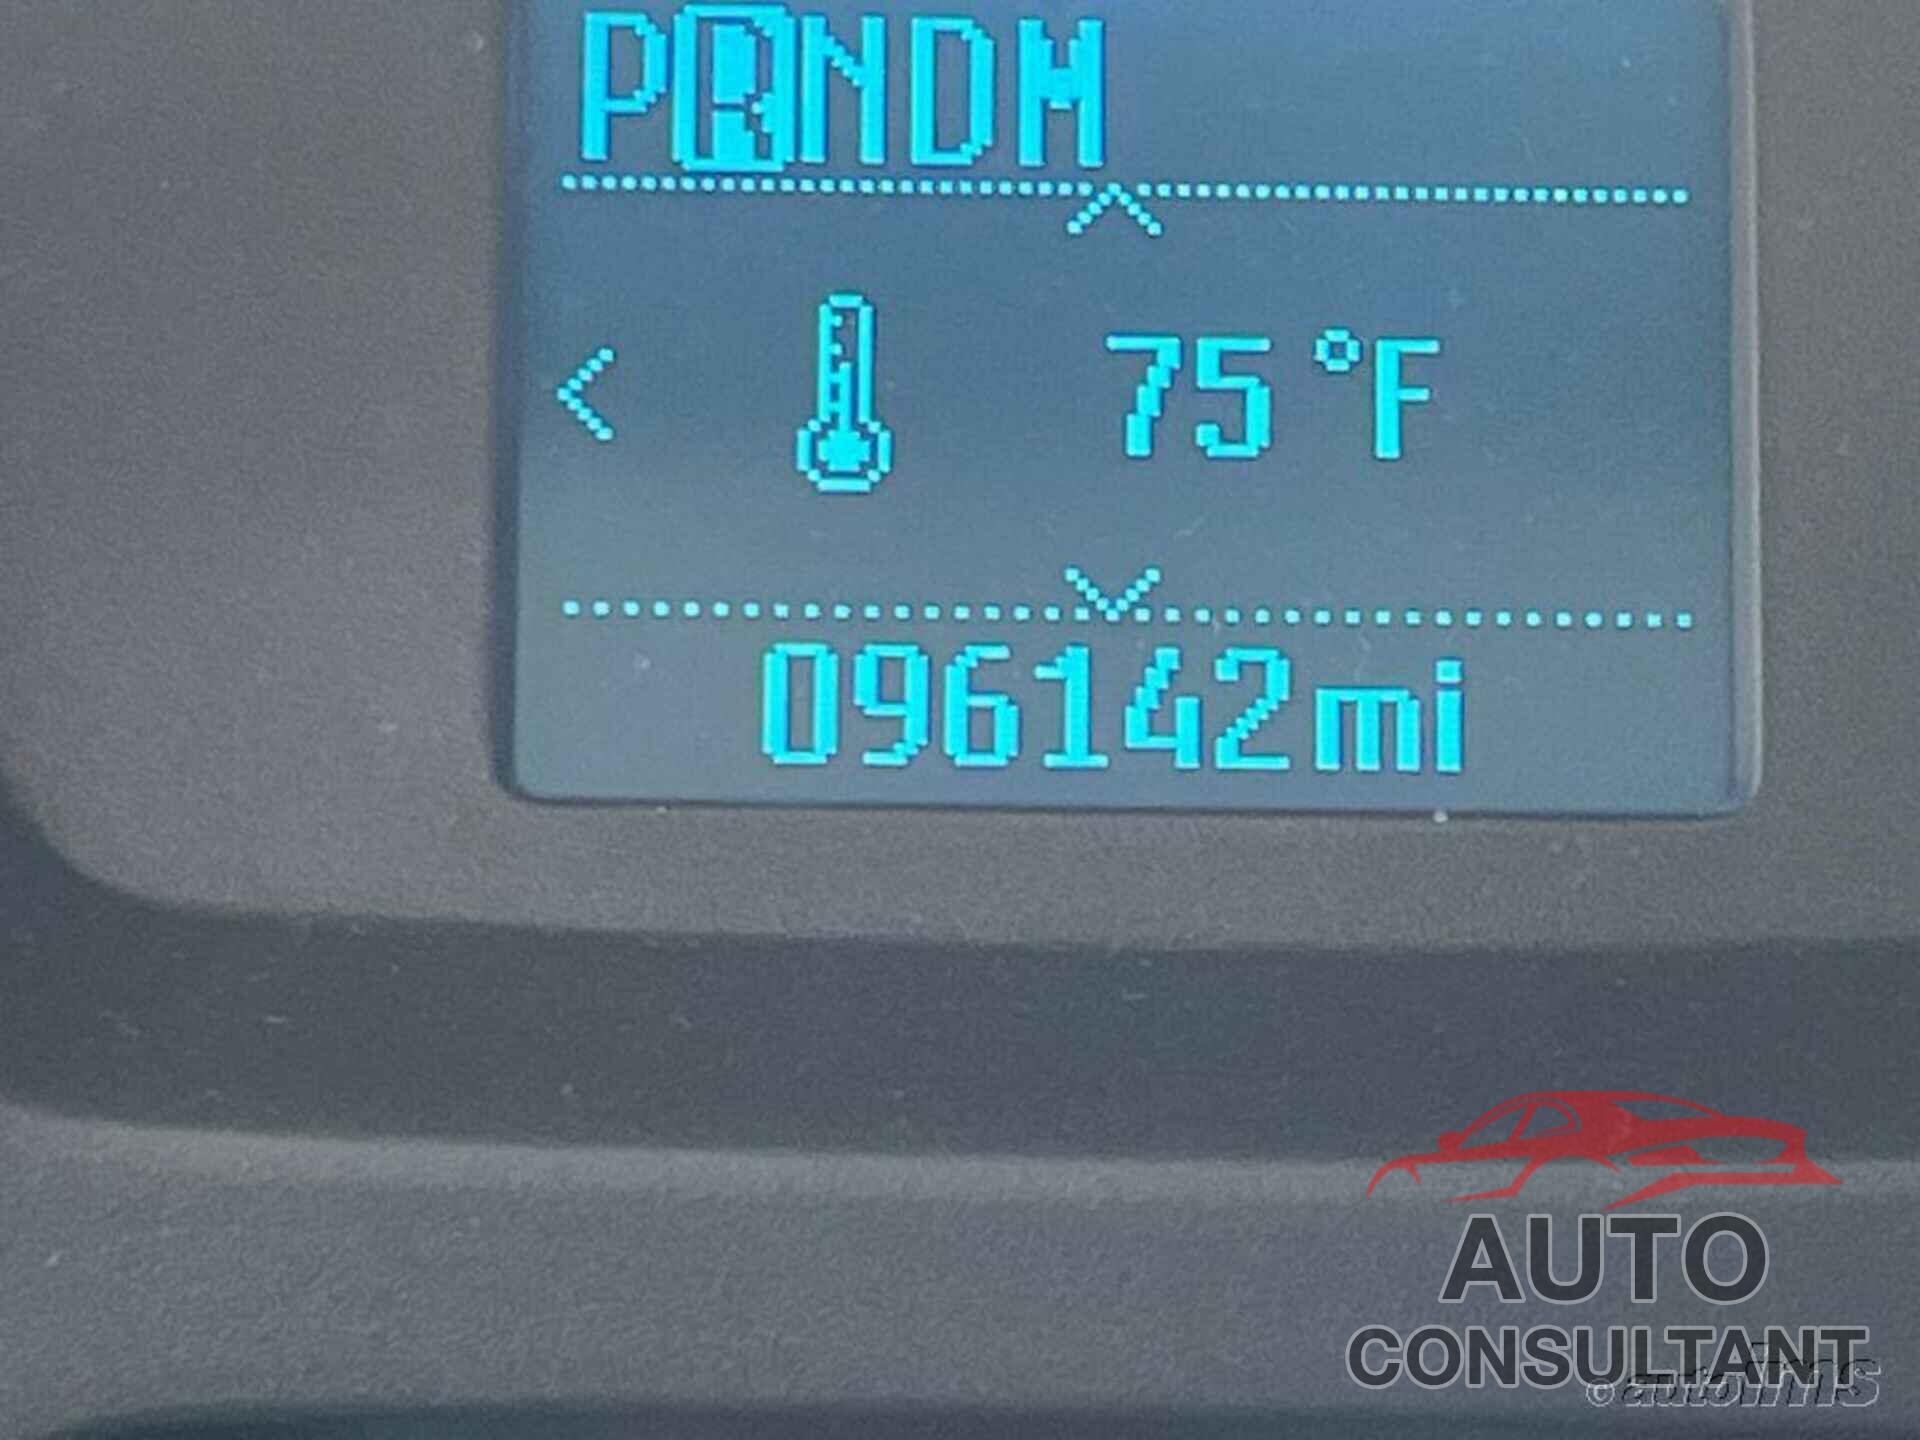 PRNDM
75°F
096142mi
AUTO
CONSULTANT
© autoims